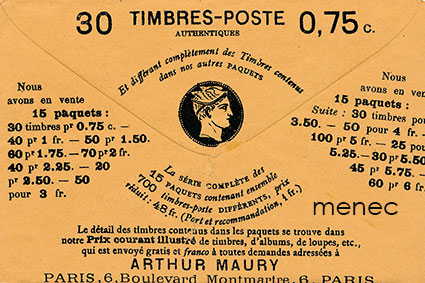 30 TIMBRES-POSTE 0,75 c.
AUTHENTIQUES
Et différant complètement des Timbres contenus
dans nos autres PAQUETS
Nous
avons en vente
15 paquets :
30 timbres pr 0.75 c. —
40 pr 1 fr. — 50 pr 1.50.
60 pr 1.75. — 70 pr 2 fr.
40 pr 2.25. — 20
pr 2.50. — 50
pour 3 fr.
Nous
avons en vente
15 paquets :
Suite : 30 timbres pour
3.50. — 50 pour 4 fr. —
100 pr 5 fr. — 25 pour
5.25. — 30 pr 5.50
45 pr 5.75. —
60 pr 6 fr.
La SÉRIE COMPLÈTE des
15 PAQUETS contenant ensemble
700 timbres-poste DIFFÉRENTS, prix
réduit : 48 fr. (Port et recommandation, 1 fr.)
menec
Le détail des timbres contenus dans les paquets se trouve dans
notre Prix courant illustré de timbres, d'albums, de loupes, etc.,
qui est envoyé gratis et franco à toutes demandes adressées à
ARTHUR MAURY
PARIS, 6, Boulevard Montmartre, 6, PARIS